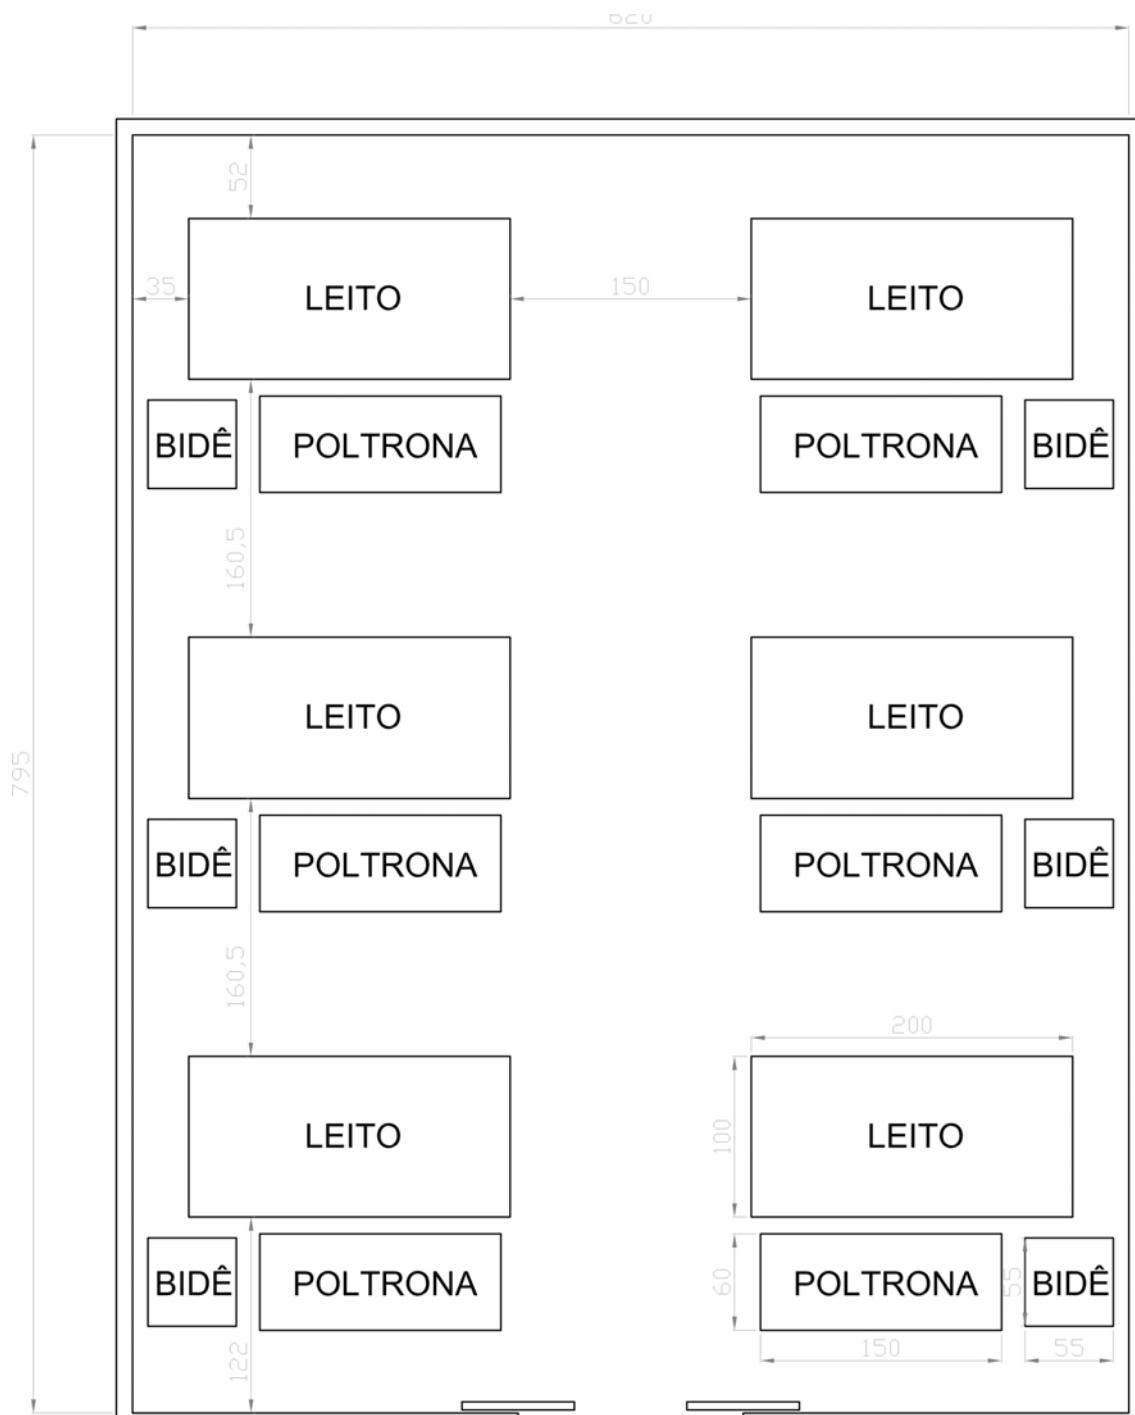 620
52
35
LEITO
150
LEITO
BIDÊ
POLTRONA
POLTRONA
BIDÊ
160,5
LEITO
LEITO
795
BIDÊ
POLTRONA
POLTRONA
BIDÊ
160,5
200
LEITO
100
LEITO
BIDÊ
POLTRONA
60
POLTRONA
55
BIDÊ
122
150
55